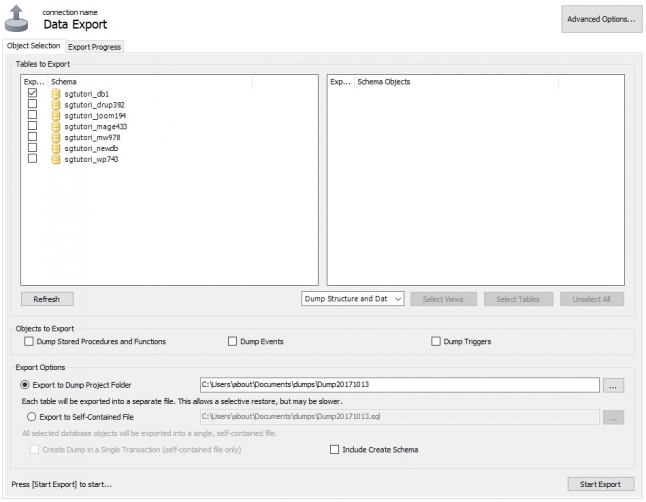 connection name
Data Export
Advanced Options...
Object Selection
Export Progress
Tables to Export
Exp... Schema
sgtutori_db1
sgtutori_drup392
sgtutori_joom194
sgtutori_mage433
sgtutori_mw978
sgtutori_newdb
sgtutori_wp743
Exp... Schema Objects
Refresh
Dump Structure and Dat
Select Views
Select Tables
Unselect All
Objects to Export
Dump Stored Procedures and Functions
Dump Events
Dump Triggers
Export Options
Export to Dump Project Folder
C:\Users\about\Documents\dumps\Dump20171013
...
Each table will be exported into a separate file. This allows a selective restore, but may be slower.
Export to Self-Contained File
C:\Users\about\Documents\dumps\Dump20171013.sql
...
All selected database objects will be exported into a single, self-contained file.
Create Dump in a Single Transaction (self-contained file only)
Include Create Schema
Press [Start Export] to start...
Start Export